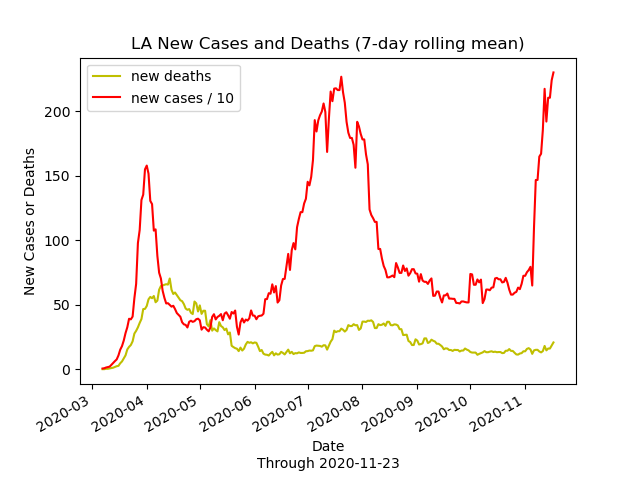 LA New Cases and Deaths (7-day rolling mean)
new deaths
new cases / 10
New Cases or Deaths
200
150
100
50
0
2020-03
2020-04
2020-05
2020-06
2020-07
2020-08
2020-09
2020-10
2020-11
Date
Through 2020-11-23